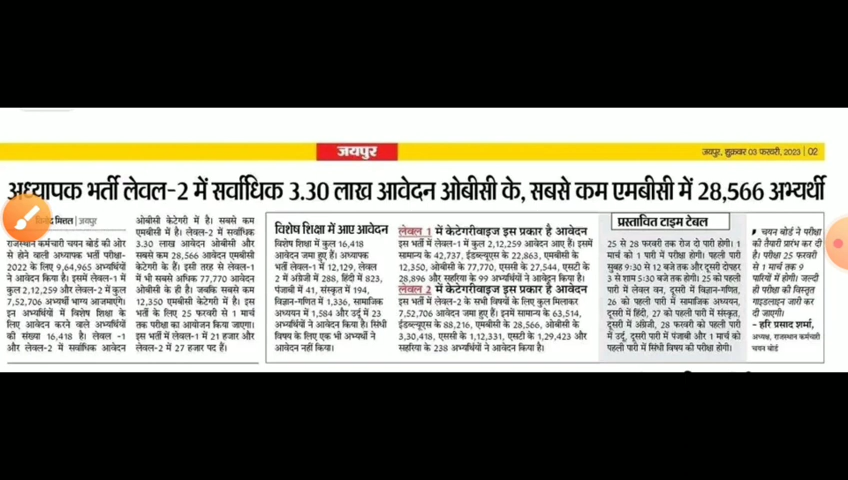 जयपुर
जयपुर, शुक्रवार 03 फरवरी, 2023 | 02
अध्यापक भर्ती लेवल-2 में सर्वाधिक 3.30 लाख आवेदन ओबीसी के, सबसे कम एमबीसी में 28,566 अभ्यर्थी
मित्तल | जयपुर
राजस्थान कर्मचारी चयन बोर्ड की ओर
से होने वाली अध्यापक भर्ती परीक्षा-
2022 के लिए 9,64,965 अभ्यर्थियों
ने आवेदन किया है। इसमें लेवल-1 में
कुल 2,12,259 और लेवल-2 में कुल
7,52,706 अभ्यर्थी भाग्य आजमाएंगे।
इन अभ्यर्थियों में विशेष शिक्षा के
लिए आवेदन करने वाले अभ्यर्थियों
की संख्या 16,418 है। लेवल -1
और लेवल-2 में सर्वाधिक आवेदन
ओबीसी केटेगरी में है। सबसे कम
एमबीसी में है। लेवल-2 में सर्वाधिक
3.30 लाख आवेदन ओबीसी और
सबसे कम 28,566 आवेदन एमबीसी
केटेगरी के हैं। इसी तरह से लेवल-1
में भी सबसे अधिक 77,770 आवेदन
ओबीसी के ही है। जबकि सबसे कम
12,350 एमबीसी केटेगरी में है। इस
भर्ती के लिए 25 फरवरी से 1 मार्च
तक परीक्षा का आयोजन किया जाएगा।
इस भर्ती में लेवल-1 में 21 हजार और
लेवल-2 में 27 हजार पद हैं।
विशेष शिक्षा में आए आवेदन
विशेष शिक्षा में कुल 16,418
आवेदन जमा हुए हैं। अध्यापक
भर्ती लेवल-1 में 12,129, लेवल
2 में अंग्रेजी में 288, हिंदी में 823,
पंजाबी में 41, संस्कृत में 194,
विज्ञान-गणित में 1,336, सामाजिक
अध्ययन में 1,584 और उर्दू में 23
अभ्यर्थियों ने आवेदन किया है। सिंधी
विषय के लिए एक भी अभ्यर्थी ने
आवेदन नहीं किया।
लेवल 1 में केटेगरीवाइज इस प्रकार है आवेदन
इस भर्ती में लेवल-1 में कुल 2,12,259 आवेदन आए हैं। इसमें
सामान्य के 42,737, ईडब्ल्यूएस के 22,863, एमबीसी के
12,350, ओबीसी के 77,770, एससी के 27,544, एसटी के
28,896 और सहरिया के 99 अभ्यर्थियों ने आवेदन किया है।
लेवल 2 में केटेगरीवाइज इस प्रकार है आवेदन
इस भर्ती में लेवल-2 के सभी विषयों के लिए कुल मिलाकर
7,52,706 आवेदन जमा हुए हैं। इनमें सामान्य के 63,514,
ईडब्ल्यूएस के 88,216, एमबीसी के 28,566, ओबीसी के
3,30,418, एससी के 1,12,331, एसटी के 1,29,423 और
सहरिया के 238 अभ्यर्थियों ने आवेदन किया है।
प्रस्तावित टाइम टेबल
25 से 28 फरवरी तक रोज दो पारी होगी। 1
मार्च को 1 पारी में परीक्षा होगी। पहली पारी
सुबह 9:30 से 12 बजे तक और दूसरी दोपहर
3 से शाम 5:30 बजे तक होगी। 25 को पहली
पारी में लेवल वन, दूसरी में विज्ञान-गणित,
26 को पहली पारी में सामाजिक अध्ययन,
दूसरी में हिंदी, 27 को पहली पारी में संस्कृत,
दूसरी में अंग्रेजी, 28 फरवरी को पहली पारी
में उर्दू, दूसरी पारी में पंजाबी और 1 मार्च को
पहली पारी में सिंधी विषय की परीक्षा होगी।
चयन बोर्ड ने परीक्षा
की तैयारी प्रारंभ कर दी
है। परीक्षा 25 फरवरी
से 1 मार्च तक 9
पारियों में होगी। जल्दी
ही परीक्षा की विस्तृत
गाइडलाइन जारी कर
दी जाएगी।
- हरि प्रसाद शर्मा,
अध्यक्ष, राजस्थान कर्मचारी
चयन बोर्ड